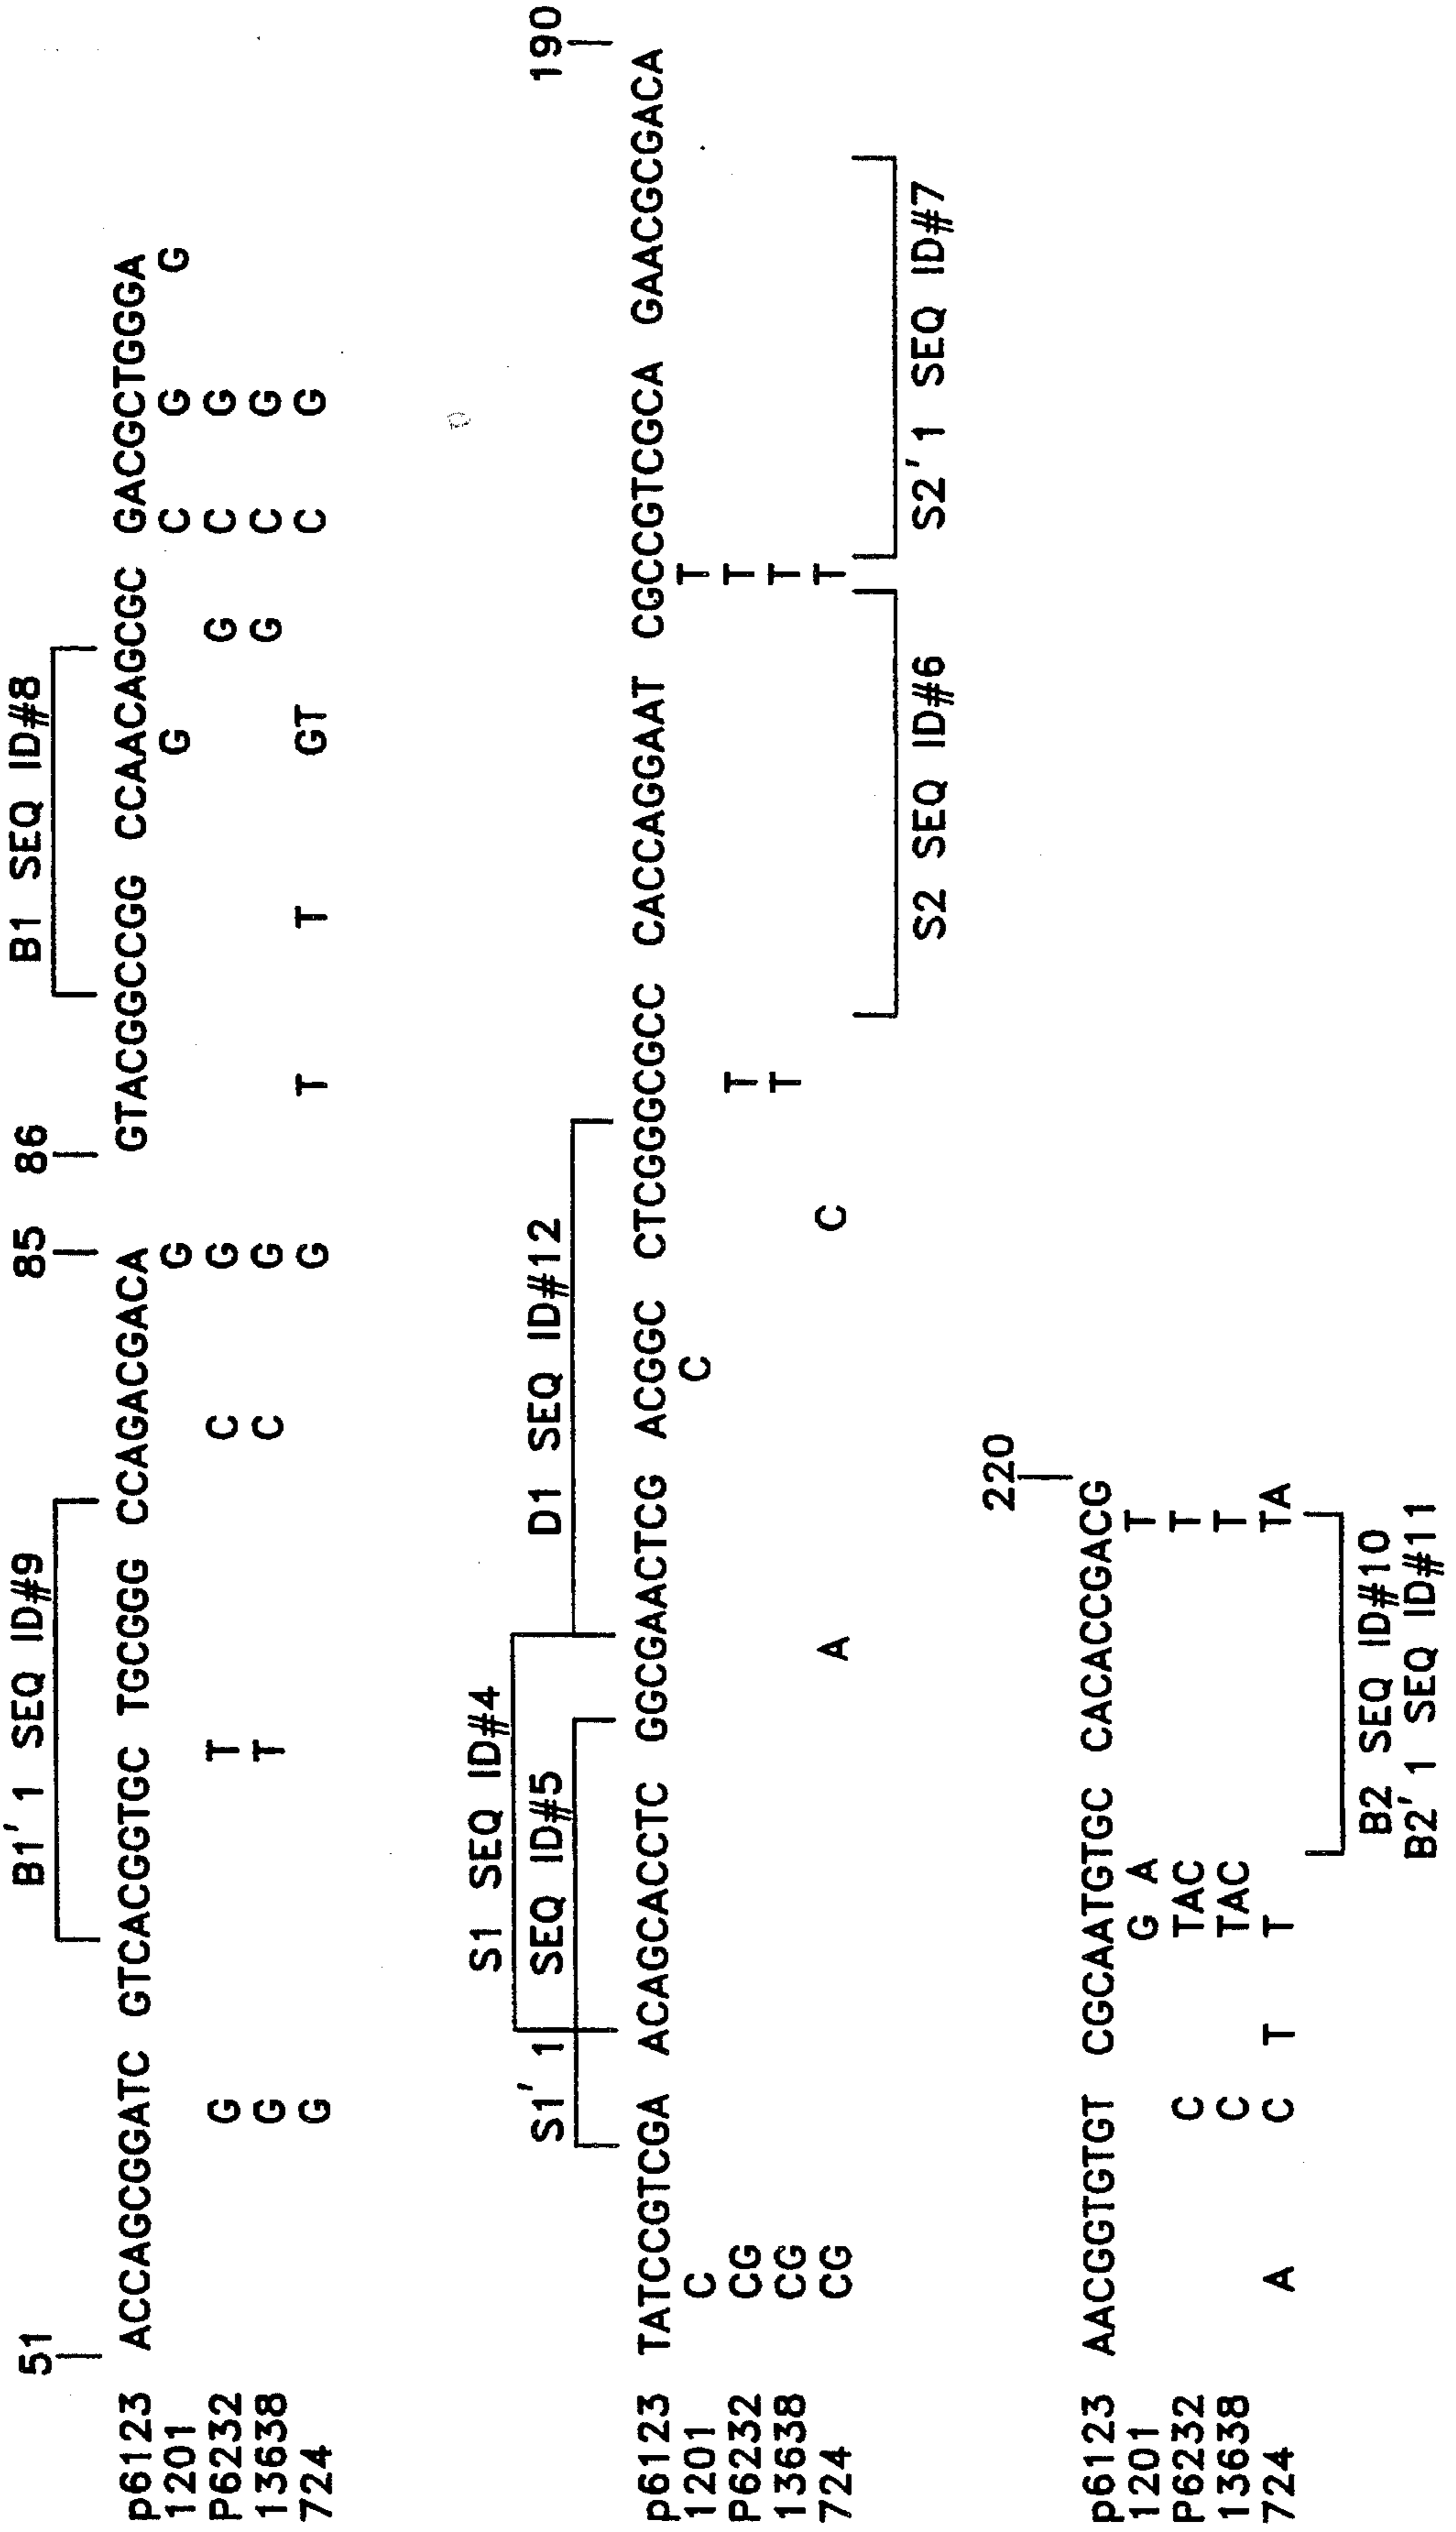 B1' 1 SEQ ID#9 B1 SEQ ID#8
51 85 86
p6123 ACCAGCGGATC GTCACGGTGC TGCGGG CCAGACGACA GTACGGCCGG CCAACAGCGC GACGCTGGGA
1201 G G C G G
P6232 G T C G G C G
13638 G T C G G C G
724 G G T T GT C G
S1 SEQ ID#4 D1 SEQ ID#12 190
S1' 1 SEQ ID#5
p6123 TATCCGTCGA ACAGCACCTC GGCGAACTCG ACGGC CTCGGGCGCC CACCAGGAAT CGCCGTCGCA GAACGCGACA
1201 C C T
P6232 CG T T
13638 CG T T
724 CG A C T
S2 SEQ ID#6 S2' 1 SEQ ID#7
220
p6123 AACGGTGTGT CGCAATGTGC CACACCGACG
1201 G A T
P6232 C TAC T
13638 C TAC T
724 A C T T TA
B2 SEQ ID#10
B2' 1 SEQ ID#11